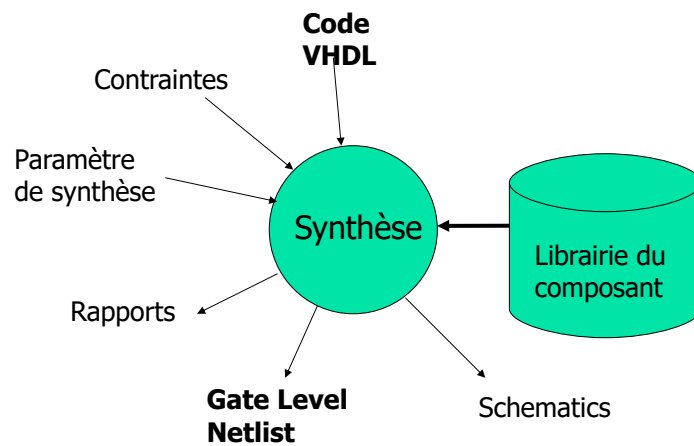 Code
VHDL
Contraintes
Paramètre
de synthèse
Synthèse
Librairie du
composant
Rapports
Gate Level
Netlist
Schematics